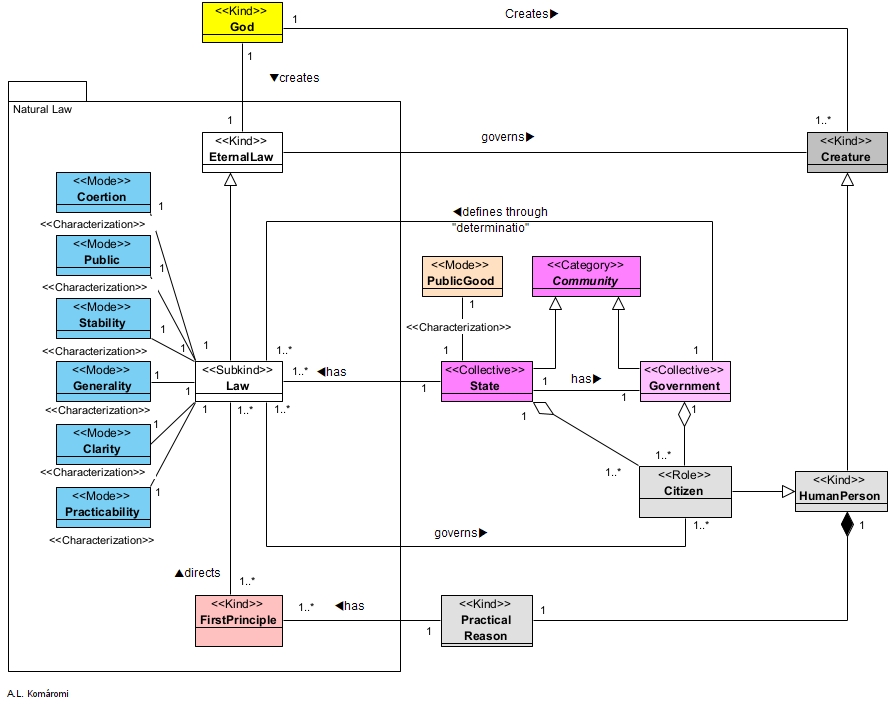 <<Kind>>
God
1
Creates▶
1
▼creates
Natural Law
1
1..*
<<Kind>>
EternalLaw
governs▶
<<Kind>>
Creature
<<Mode>>
Coertion
1
<<Characterization>>
◀defines through
"determinatio"
<<Mode>>
Public
1
<<Characterization>>
<<Mode>>
PublicGood
1
<<Category>>
Community
<<Mode>>
Stability
1
<<Characterization>>
<<Characterization>>
1
1
1..*
1
1
<<Mode>>
Generality
1
<<Characterization>>
1
<<Subkind>>
Law
1..*
◀has
1
<<Collective>>
State
1
has▶
1
<<Collective>>
Government
1
1..*
1..*
1
1
<<Mode>>
Clarity
1
<<Characterization>>
1..*
1..*
<<Role>>
Citizen
<<Kind>>
HumanPerson
<<Mode>>
Practicability
1
<<Characterization>>
governs▶
1..*
1
▲directs
1..*
<<Kind>>
FirstPrinciple
1..*
◀has
1
<<Kind>>
Practical
Reason
1
A.L. Komáromi